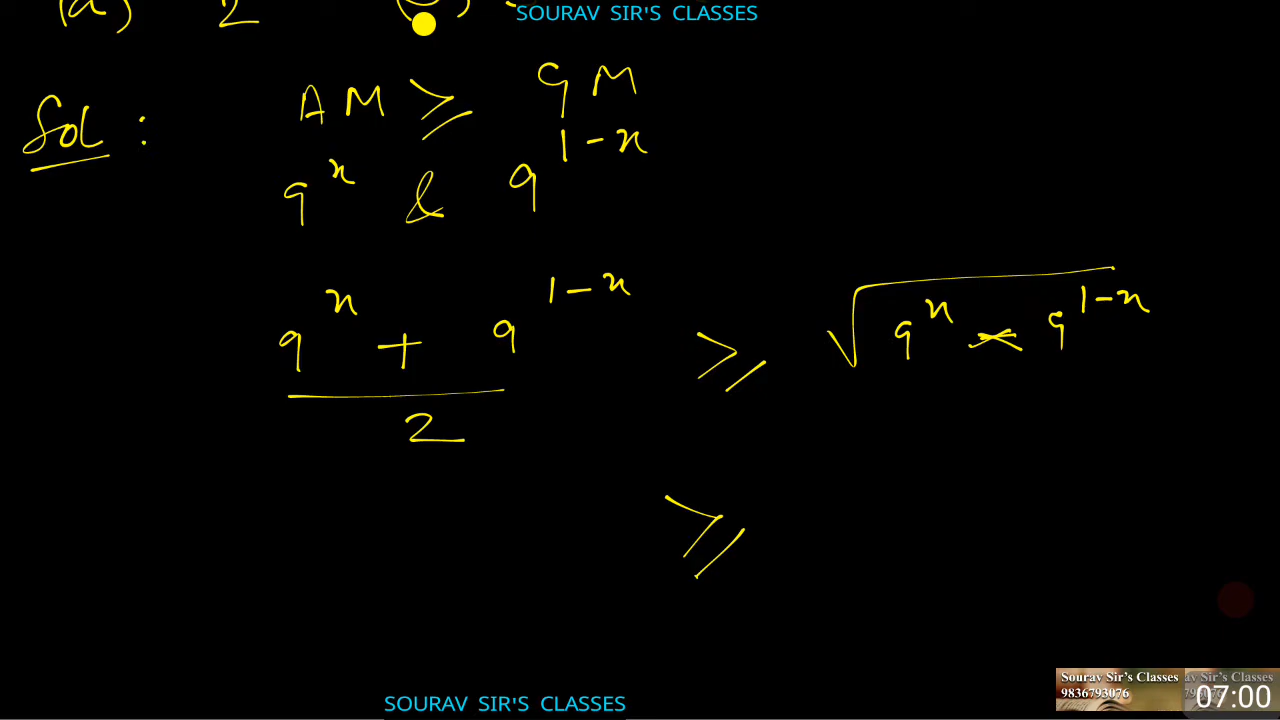 (a) 2
SOURAV SIR'S CLASSES
Sol :
AM ≥ GM
9^x & 9^(1-x)
(9^x + 9^(1-x))/2 ≥ √(9^x × 9^(1-x))
≥
Sourav Sir's Classes
9836793076
07:00
SOURAV SIR'S CLASSES